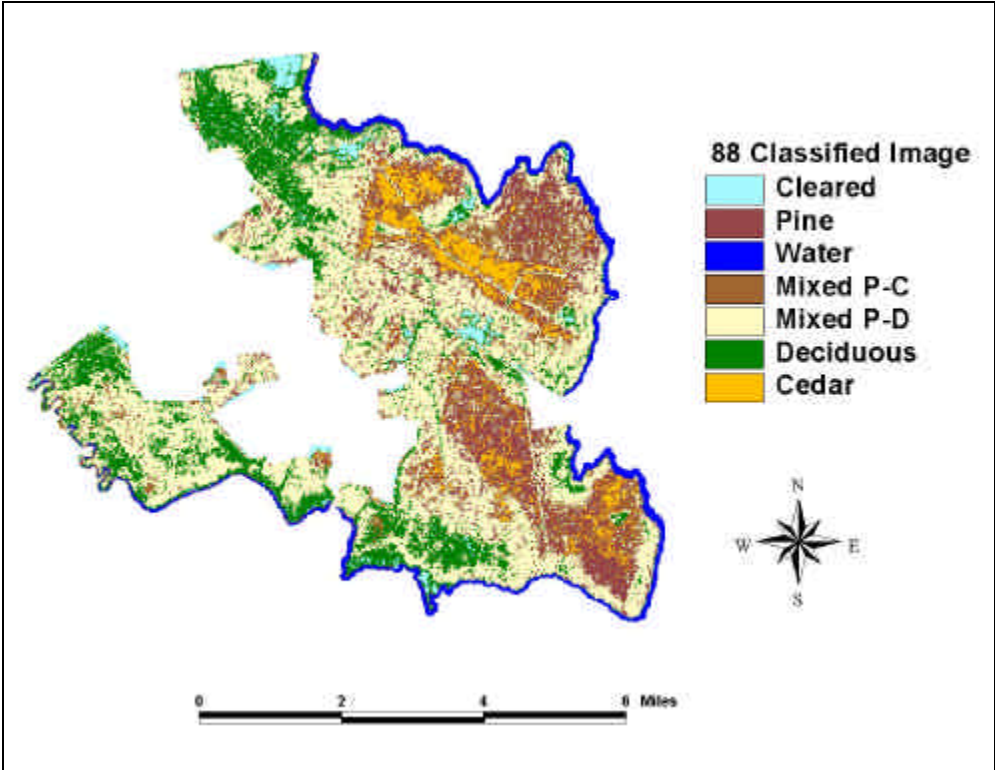 88 Classified Image
Cleared
Pine
Water
Mixed P-C
Mixed P-D
Deciduous
Cedar
N
W E
S
0 2 4 6 Miles